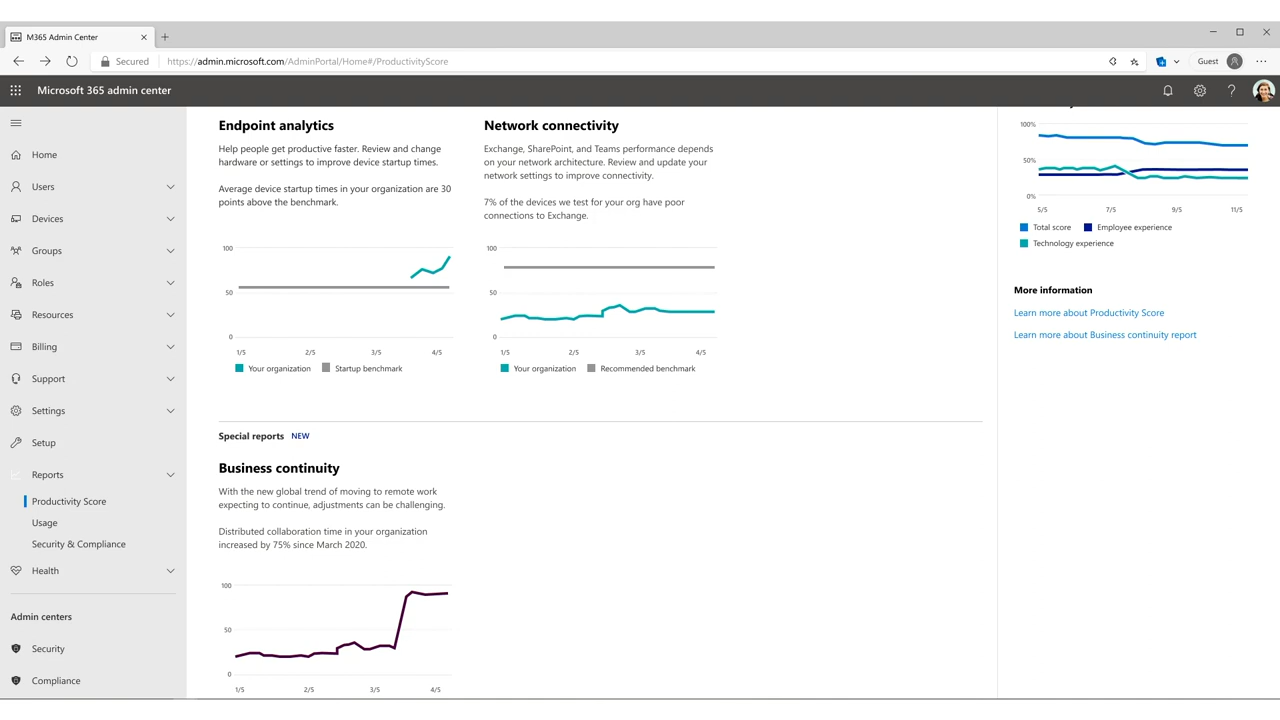 M365 Admin Center
Secured
https://admin.microsoft.com/AdminPortal/Home#/ProductivityScore
Guest
Microsoft 365 admin center
Home
Users
Devices
Groups
Roles
Resources
Billing
Support
Settings
Setup
Reports
Productivity Score
Usage
Security & Compliance
Health
Admin centers
Security
Compliance
Endpoint analytics
Help people get productive faster. Review and change
hardware or settings to improve device startup times.
Average device startup times in your organization are 30
points above the benchmark.
100
50
0
1/5 2/5 3/5 4/5
Your organization Startup benchmark
Network connectivity
Exchange, SharePoint, and Teams performance depends
on your network architecture. Review and update your
network settings to improve connectivity.
7% of the devices we test for your org have poor
connections to Exchange.
100
50
0
1/5 2/5 3/5 4/5
Your organization Recommended benchmark
Special reports NEW
Business continuity
With the new global trend of moving to remote work
expecting to continue, adjustments can be challenging.
Distributed collaboration time in your organization
increased by 75% since March 2020.
100
50
0
1/5 2/5 3/5 4/5
100%
50%
0%
5/5 7/5 9/5 11/5
Total score Employee experience
Technology experience
More information
Learn more about Productivity Score
Learn more about Business continuity report